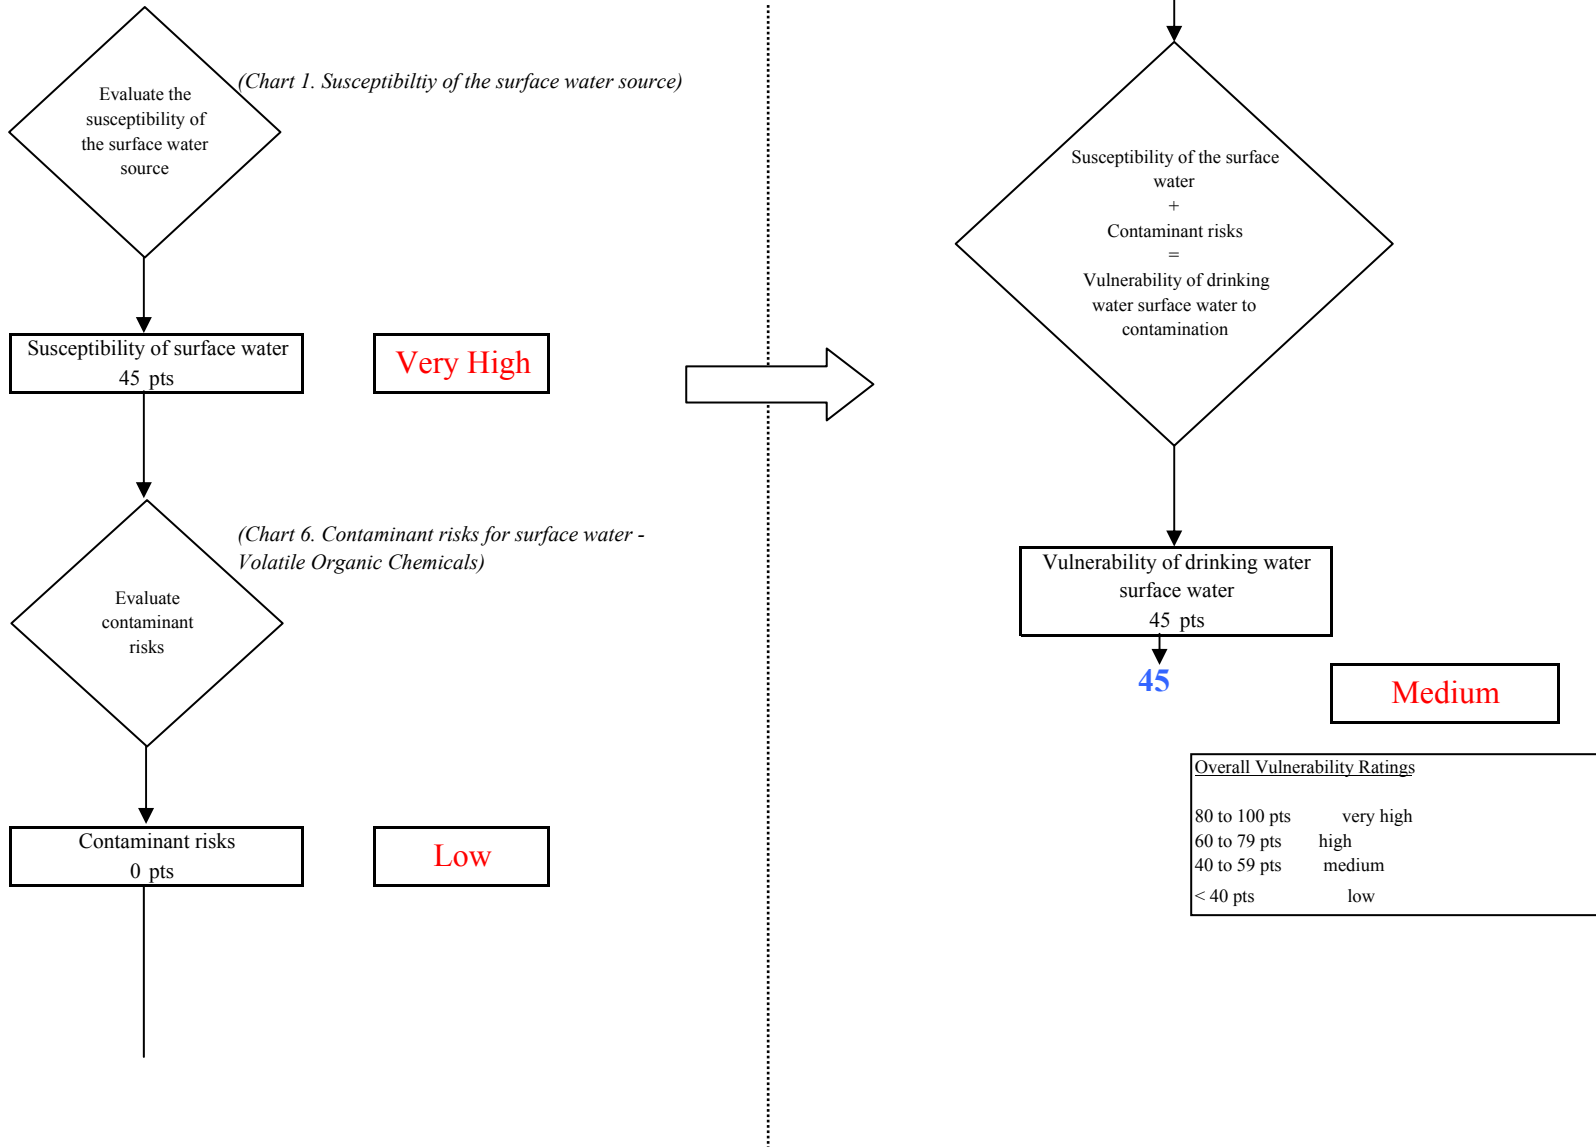 Evaluate the
susceptibility of
the surface water
source
(Chart 1. Susceptibiltiy of the surface water source)
Susceptibility of surface water
45 pts
Very High
(Chart 6. Contaminant risks for surface water -
Volatile Organic Chemicals)
Evaluate
contaminant
risks
Contaminant risks
0 pts
Low
Susceptibility of the surface
water
+
Contaminant risks
=
Vulnerability of drinking
water surface water to
contamination
Vulnerability of drinking water
surface water
45 pts
45
Medium
Overall Vulnerability Ratings
80 to 100 pts very high
60 to 79 pts high
40 to 59 pts medium
< 40 pts low